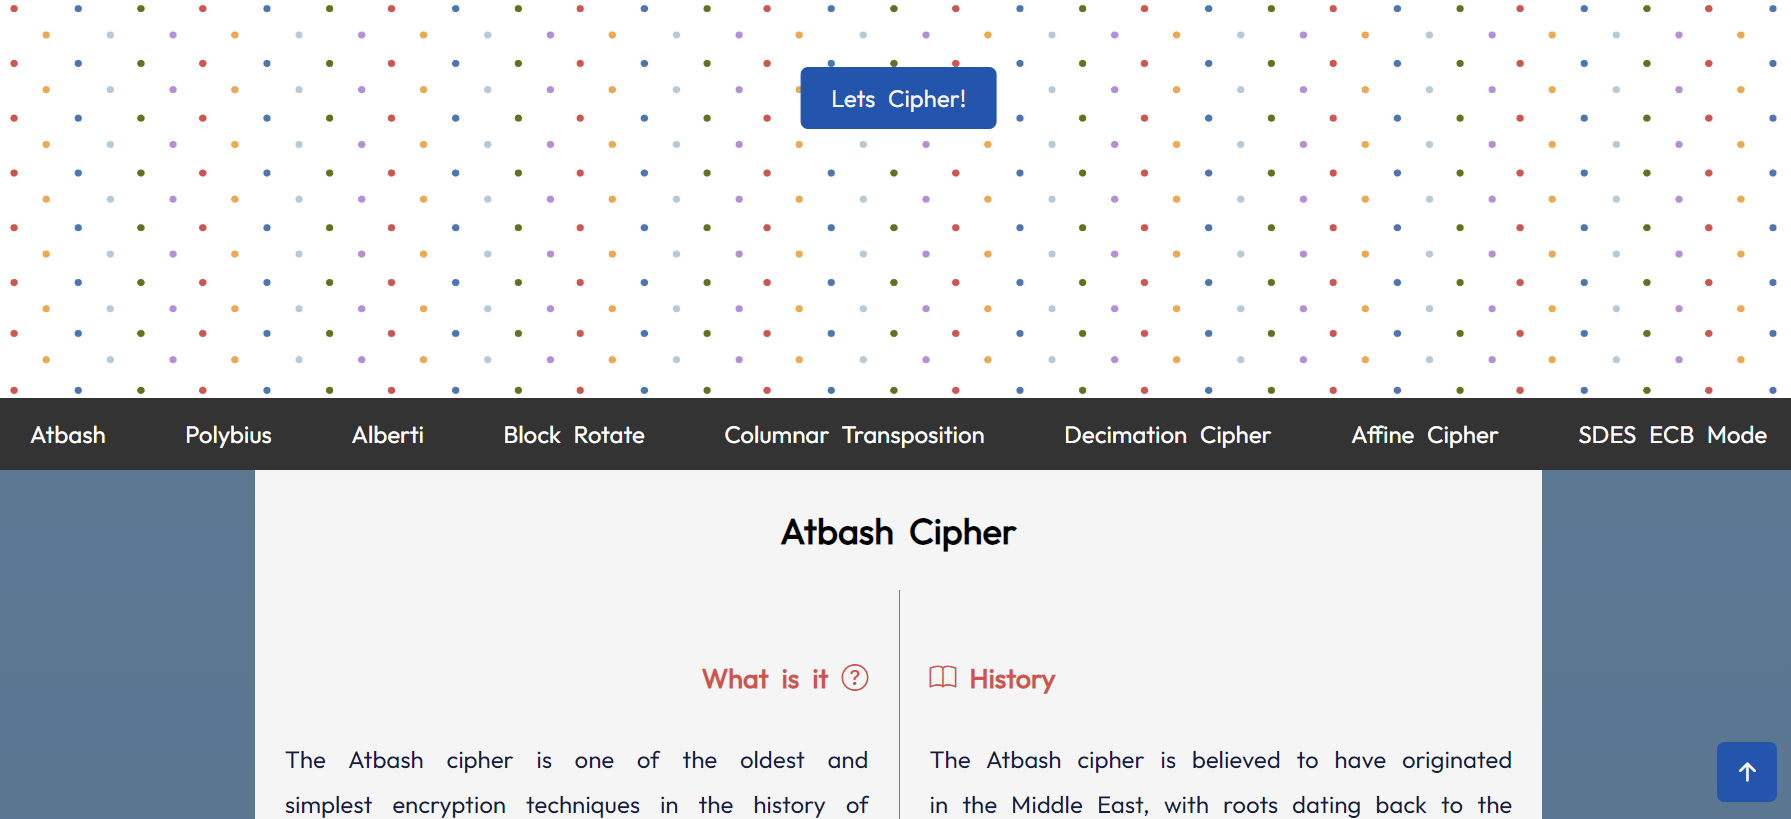 Lets Cipher!
Atbash Polybius Alberti Block Rotate Columnar Transposition Decimation Cipher Affine Cipher SDES ECB Mode
Atbash Cipher
What is it
The Atbash cipher is one of the oldest and
simplest encryption techniques in the history of
History
The Atbash cipher is believed to have originated
in the Middle East, with roots dating back to the